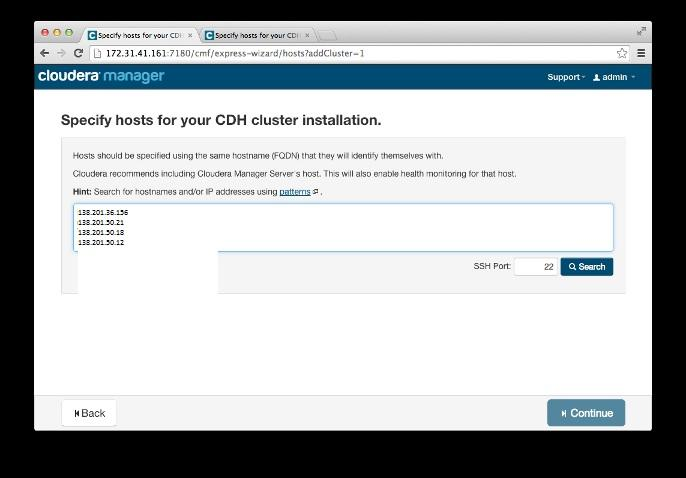 Specify hosts for your CDH
Specify hosts for your CDH
172.31.41.161:7180/cmf/express-wizard/hosts?addCluster=1
cloudera manager
Support
admin
Specify hosts for your CDH cluster installation.
Hosts should be specified using the same hostname (FQDN) that they will identify themselves with.
Cloudera recommends including Cloudera Manager Server's host. This will also enable health monitoring for that host.
Hint: Search for hostnames and/or IP addresses using patterns.
138.201.36.156
138.201.50.21
138.201.50.18
138.201.50.12
SSH Port: 22 Search
Back
Continue